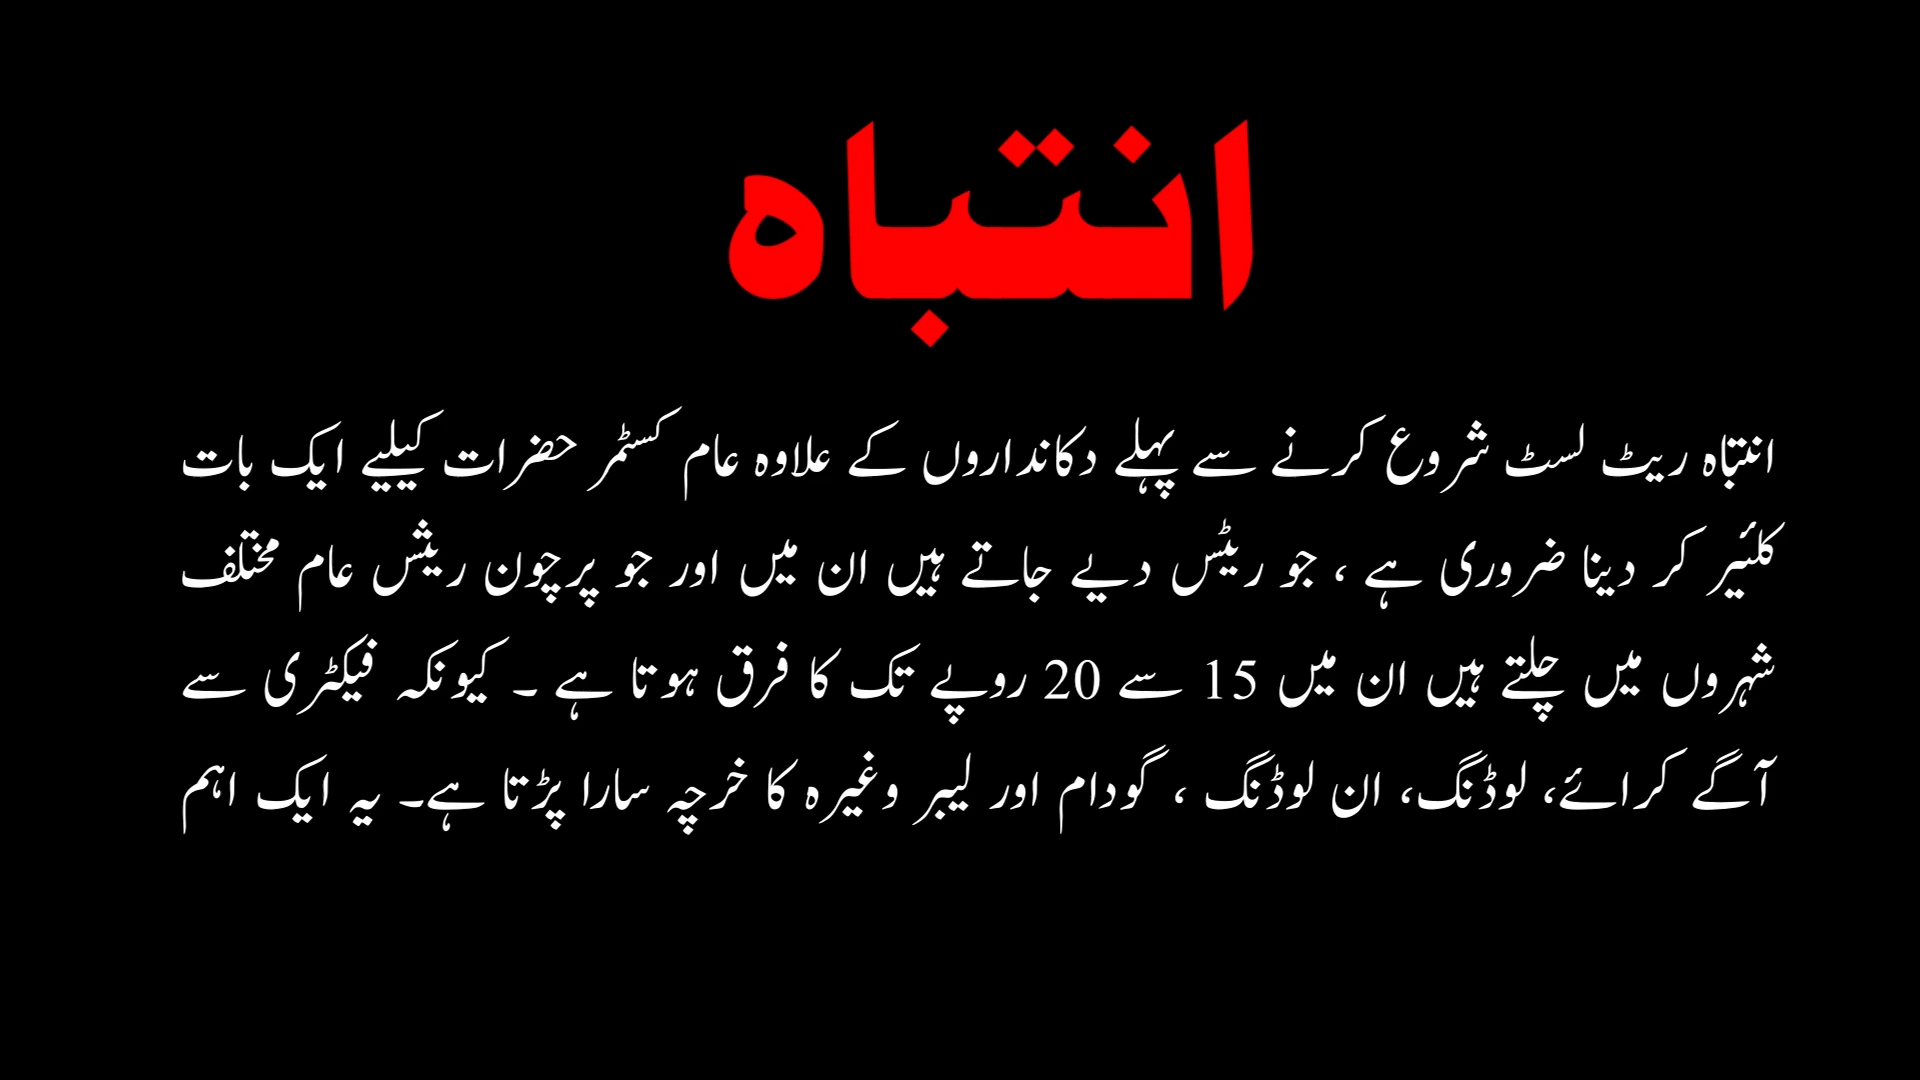 انتباہ
انتباہ ریٹ لسٹ شروع کرنے سے پہلے دکانداروں کے علاوہ عام کسٹمر حضرات کیلیے ایک بات
کلئیر کر دینا ضروری ہے ، جو ریٹس دیے جاتے ہیں ان میں اور جو پرچون ریٹس عام مختلف
شہروں میں چلتے ہیں ان میں 15 سے 20 روپے تک کا فرق ہوتا ہے ۔ کیونکہ فیکٹری سے
آگے کرائے، لوڈنگ، ان لوڈنگ ، گودام اور لیبر وغیرہ کا خرچہ سارا پڑتا ہے۔ یہ ایک اہم